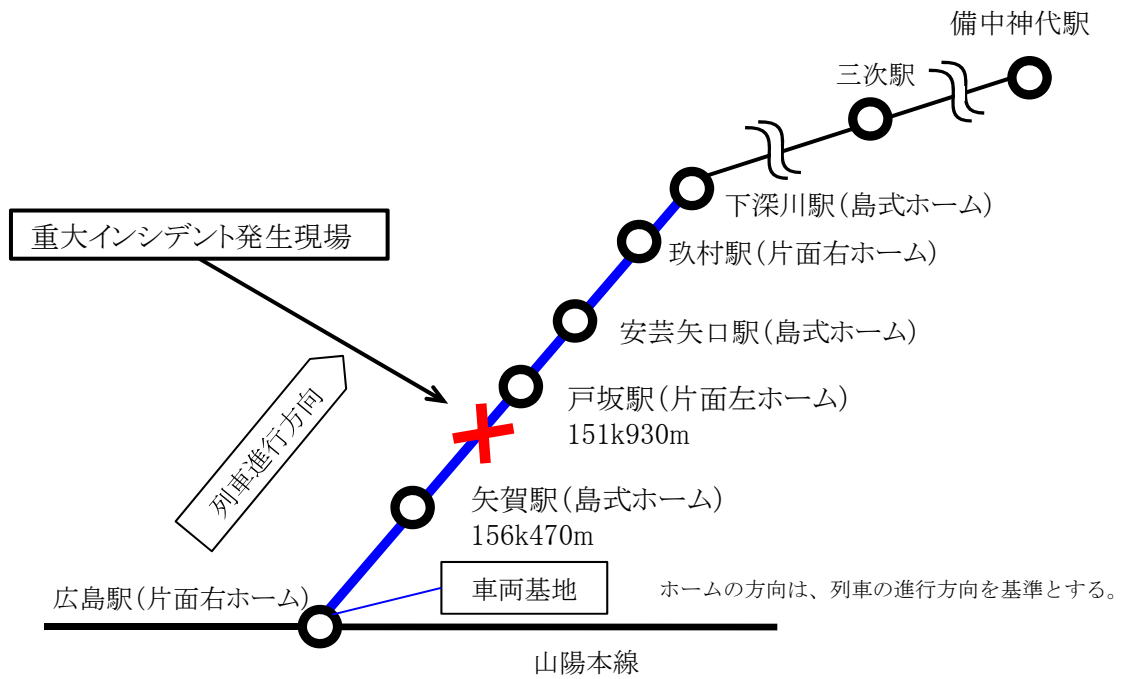 備中神代駅
三次駅
下深川駅(島式ホーム)
重大インシデント発生現場
玖村駅(片面右ホーム)
安芸矢口駅(島式ホーム)
戸坂駅(片面左ホーム)
151k930m
列車進行方向
矢賀駅(島式ホーム)
156k470m
車両基地
ホームの方向は、列車の進行方向を基準とする。
広島駅(片面右ホーム)
山陽本線